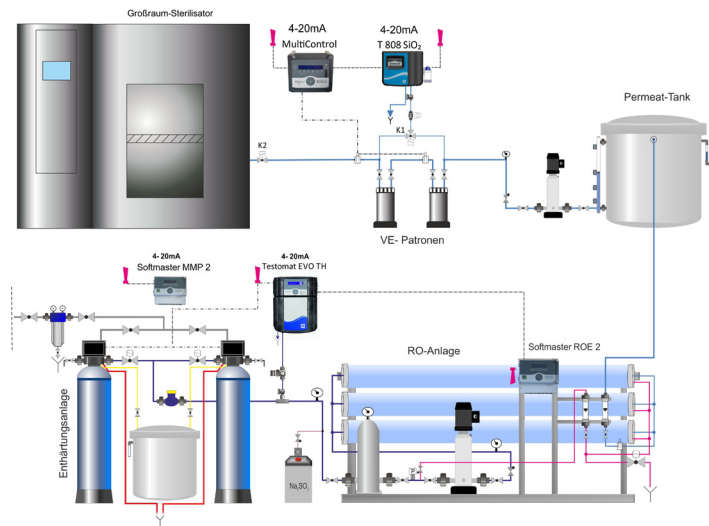 Großraum-Sterilisator
4-20mA
MultiControl
4-20mA
T 808 SiO₂
K1
K2
Permeat-Tank
VE- Patronen
4- 20mA
Softmaster MMP 2
4- 20mA
Testomat EVO TH
RO-Anlage
Softmaster ROE 2
Enthärtungsanlage
P